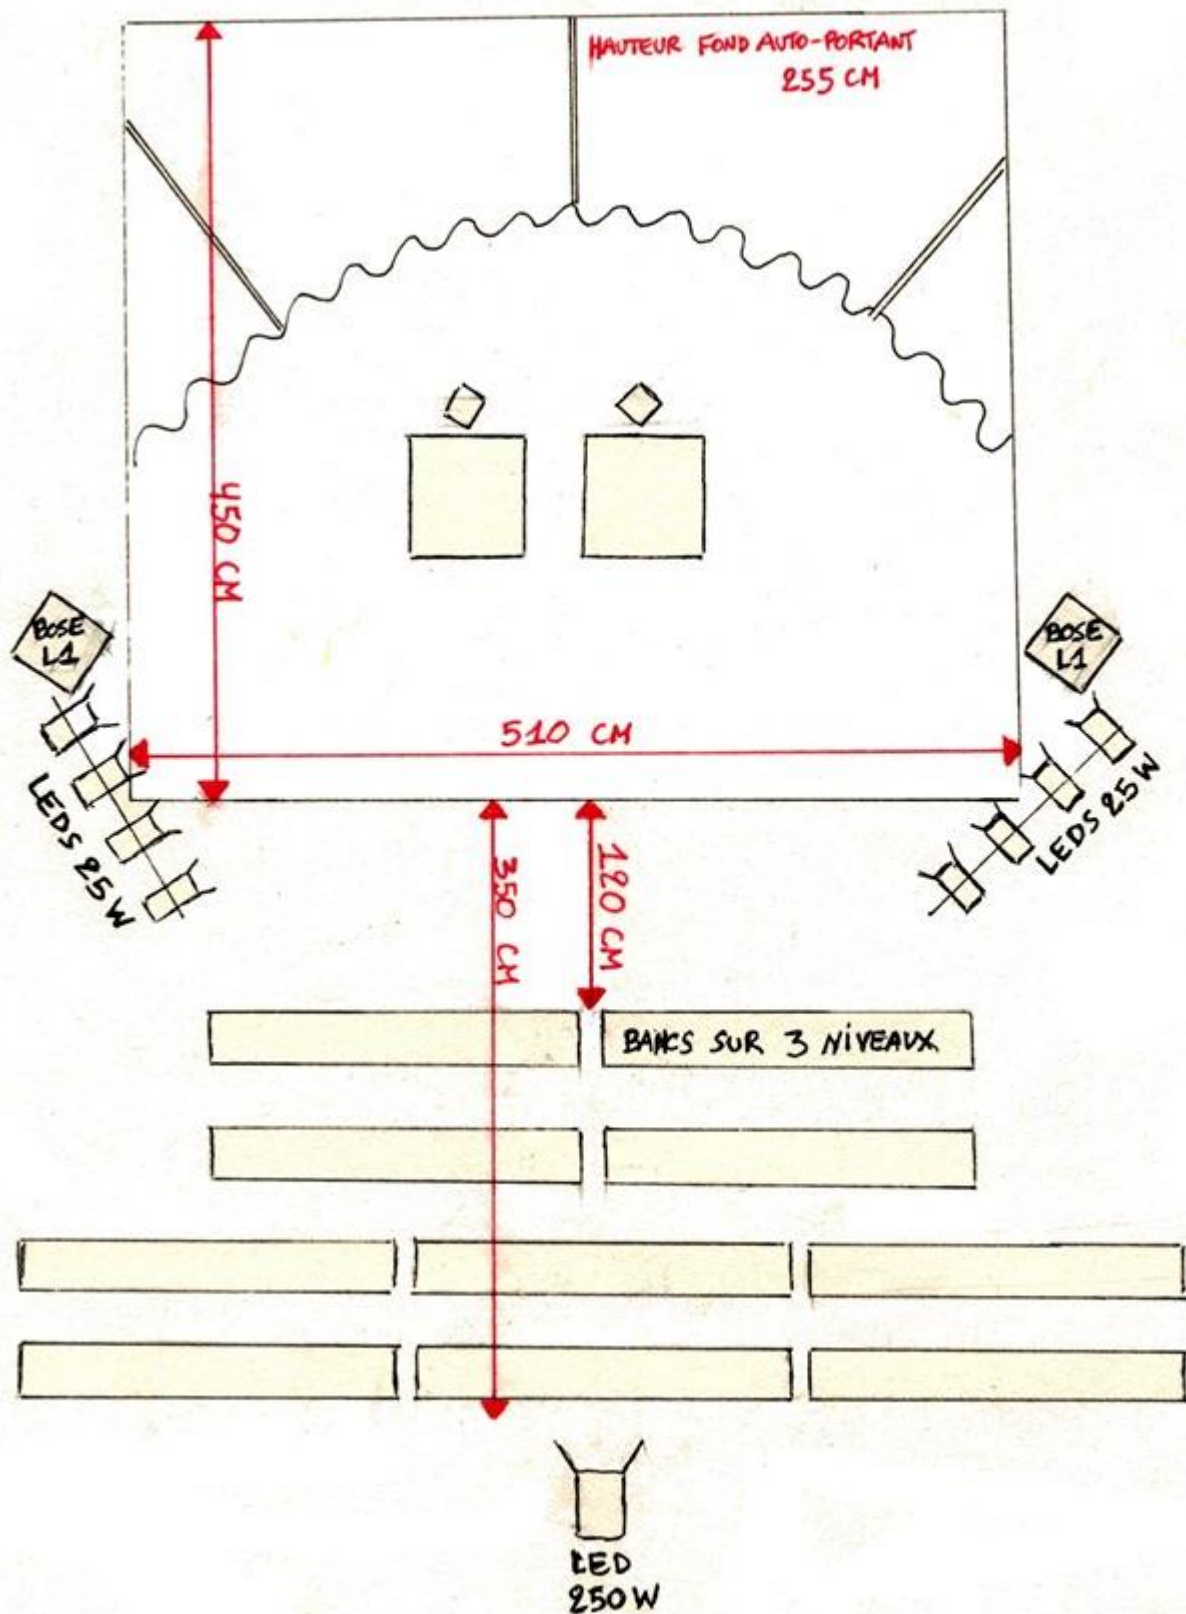 HAUTEUR FOND AUTO-PORTANT
255 CM
450 CM
BOSE
L1
BOSE
L1
510 CM
LEDS 25 W
LEDS 25 W
350 CM
120 CM
BANCS SUR 3 NIVEAUX
LED
250 W